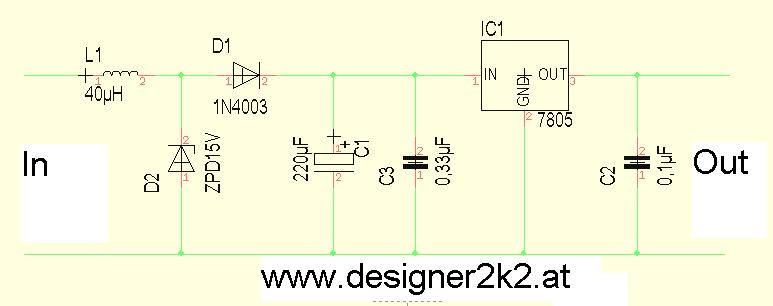 IC1
L1
D1
1 2
1 2
1 IN GND OUT 3
40µH
1N4003
2 7805
In
D2
2
1
ZPD15V
220µF
1 +
2
C1
C3
2
1
0,33µF
C2
2
1
0,1µF
Out
www.designer2k2.at